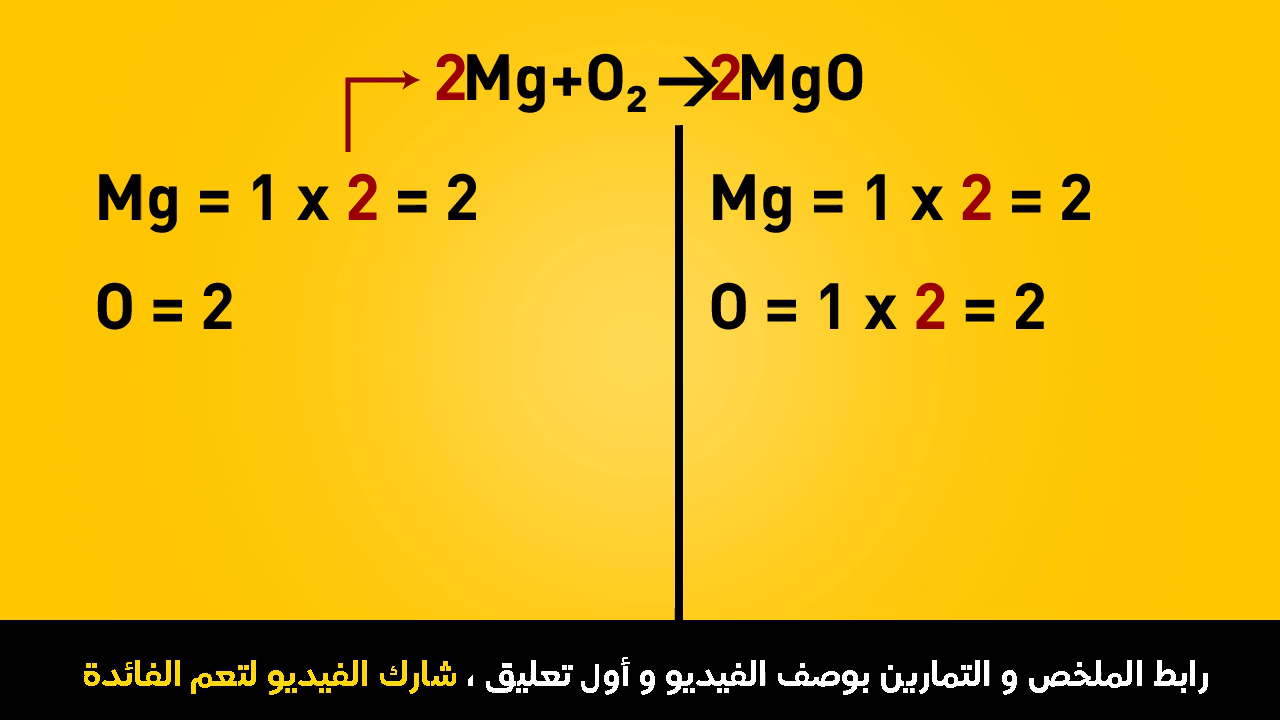 2Mg+O₂ →2MgO
Mg = 1 x 2 = 2
O = 2
Mg = 1 x 2 = 2
O = 1 x 2 = 2
رابط الملخص و التمارين بوصف الفيديو و أول تعليق ، شارك الفيديو لتعم الفائدة